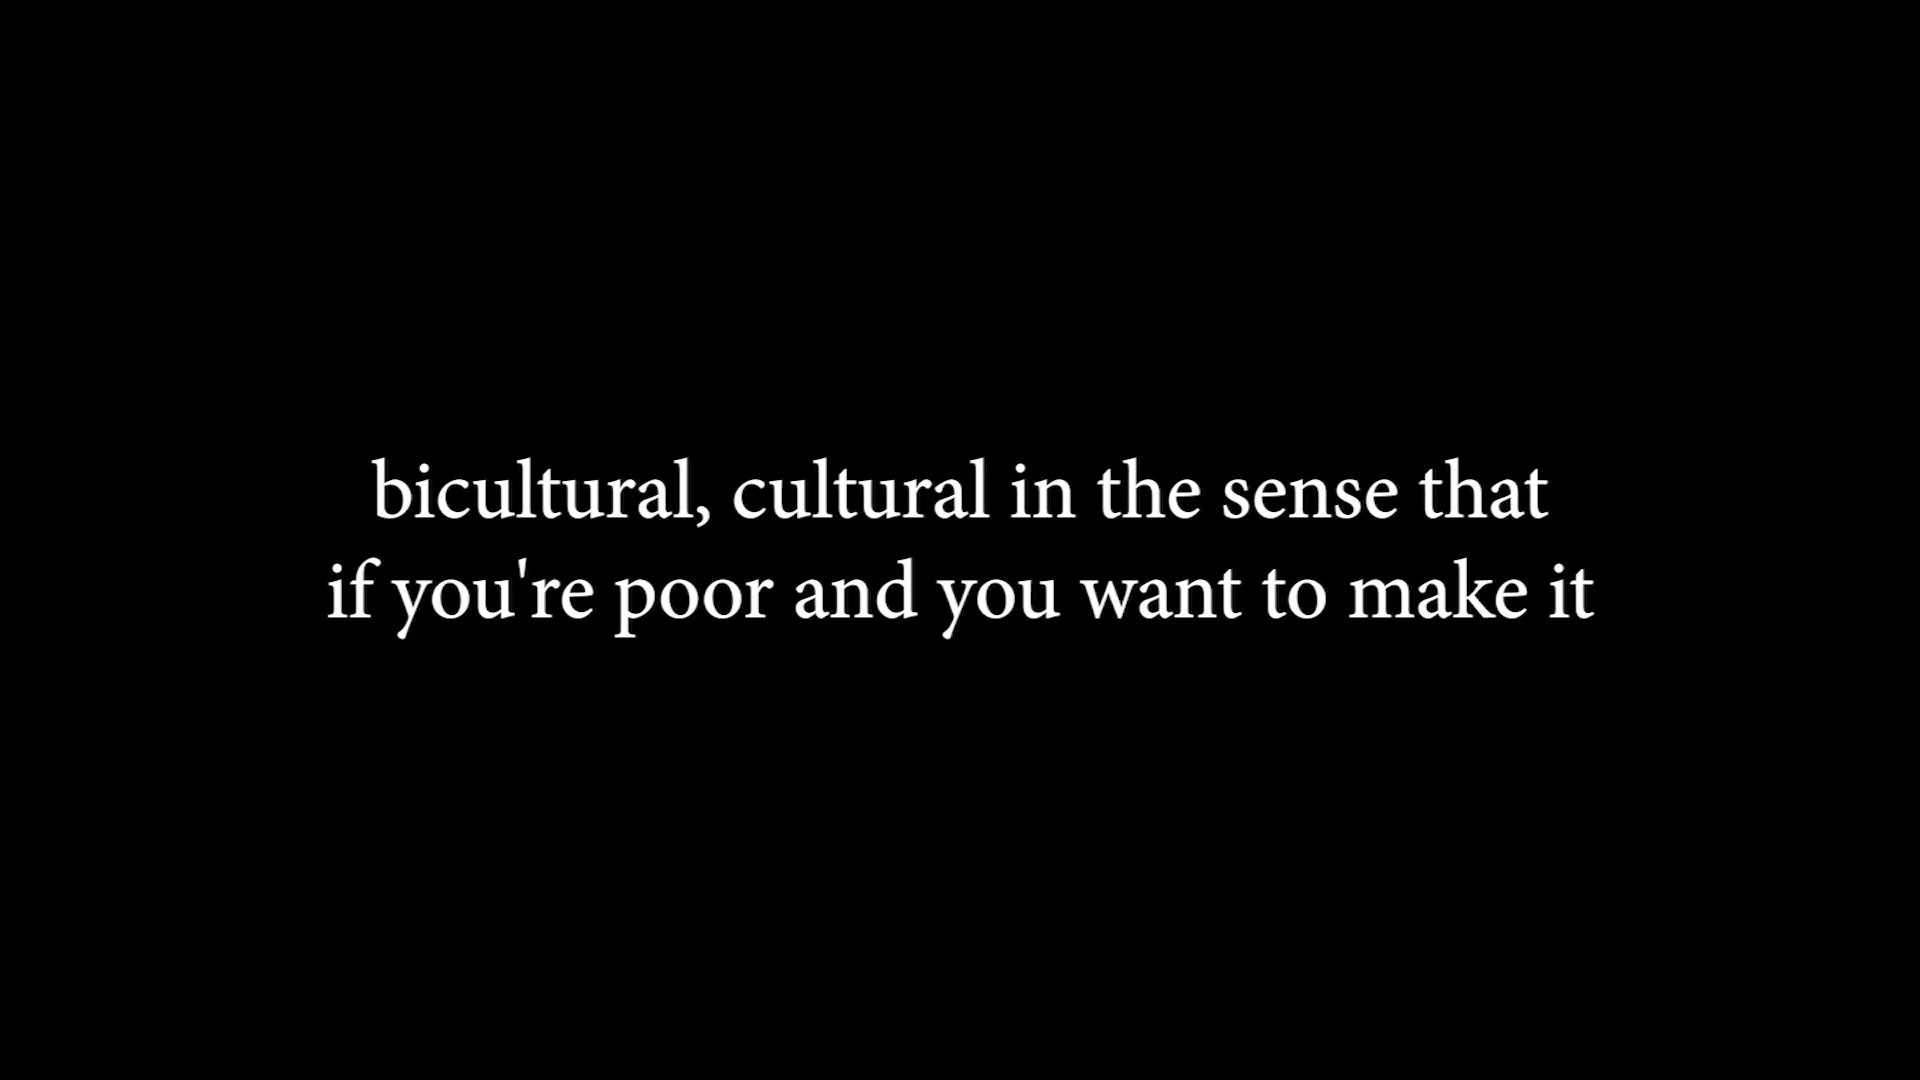 bicultural, cultural in the sense that
if you're poor and you want to make it